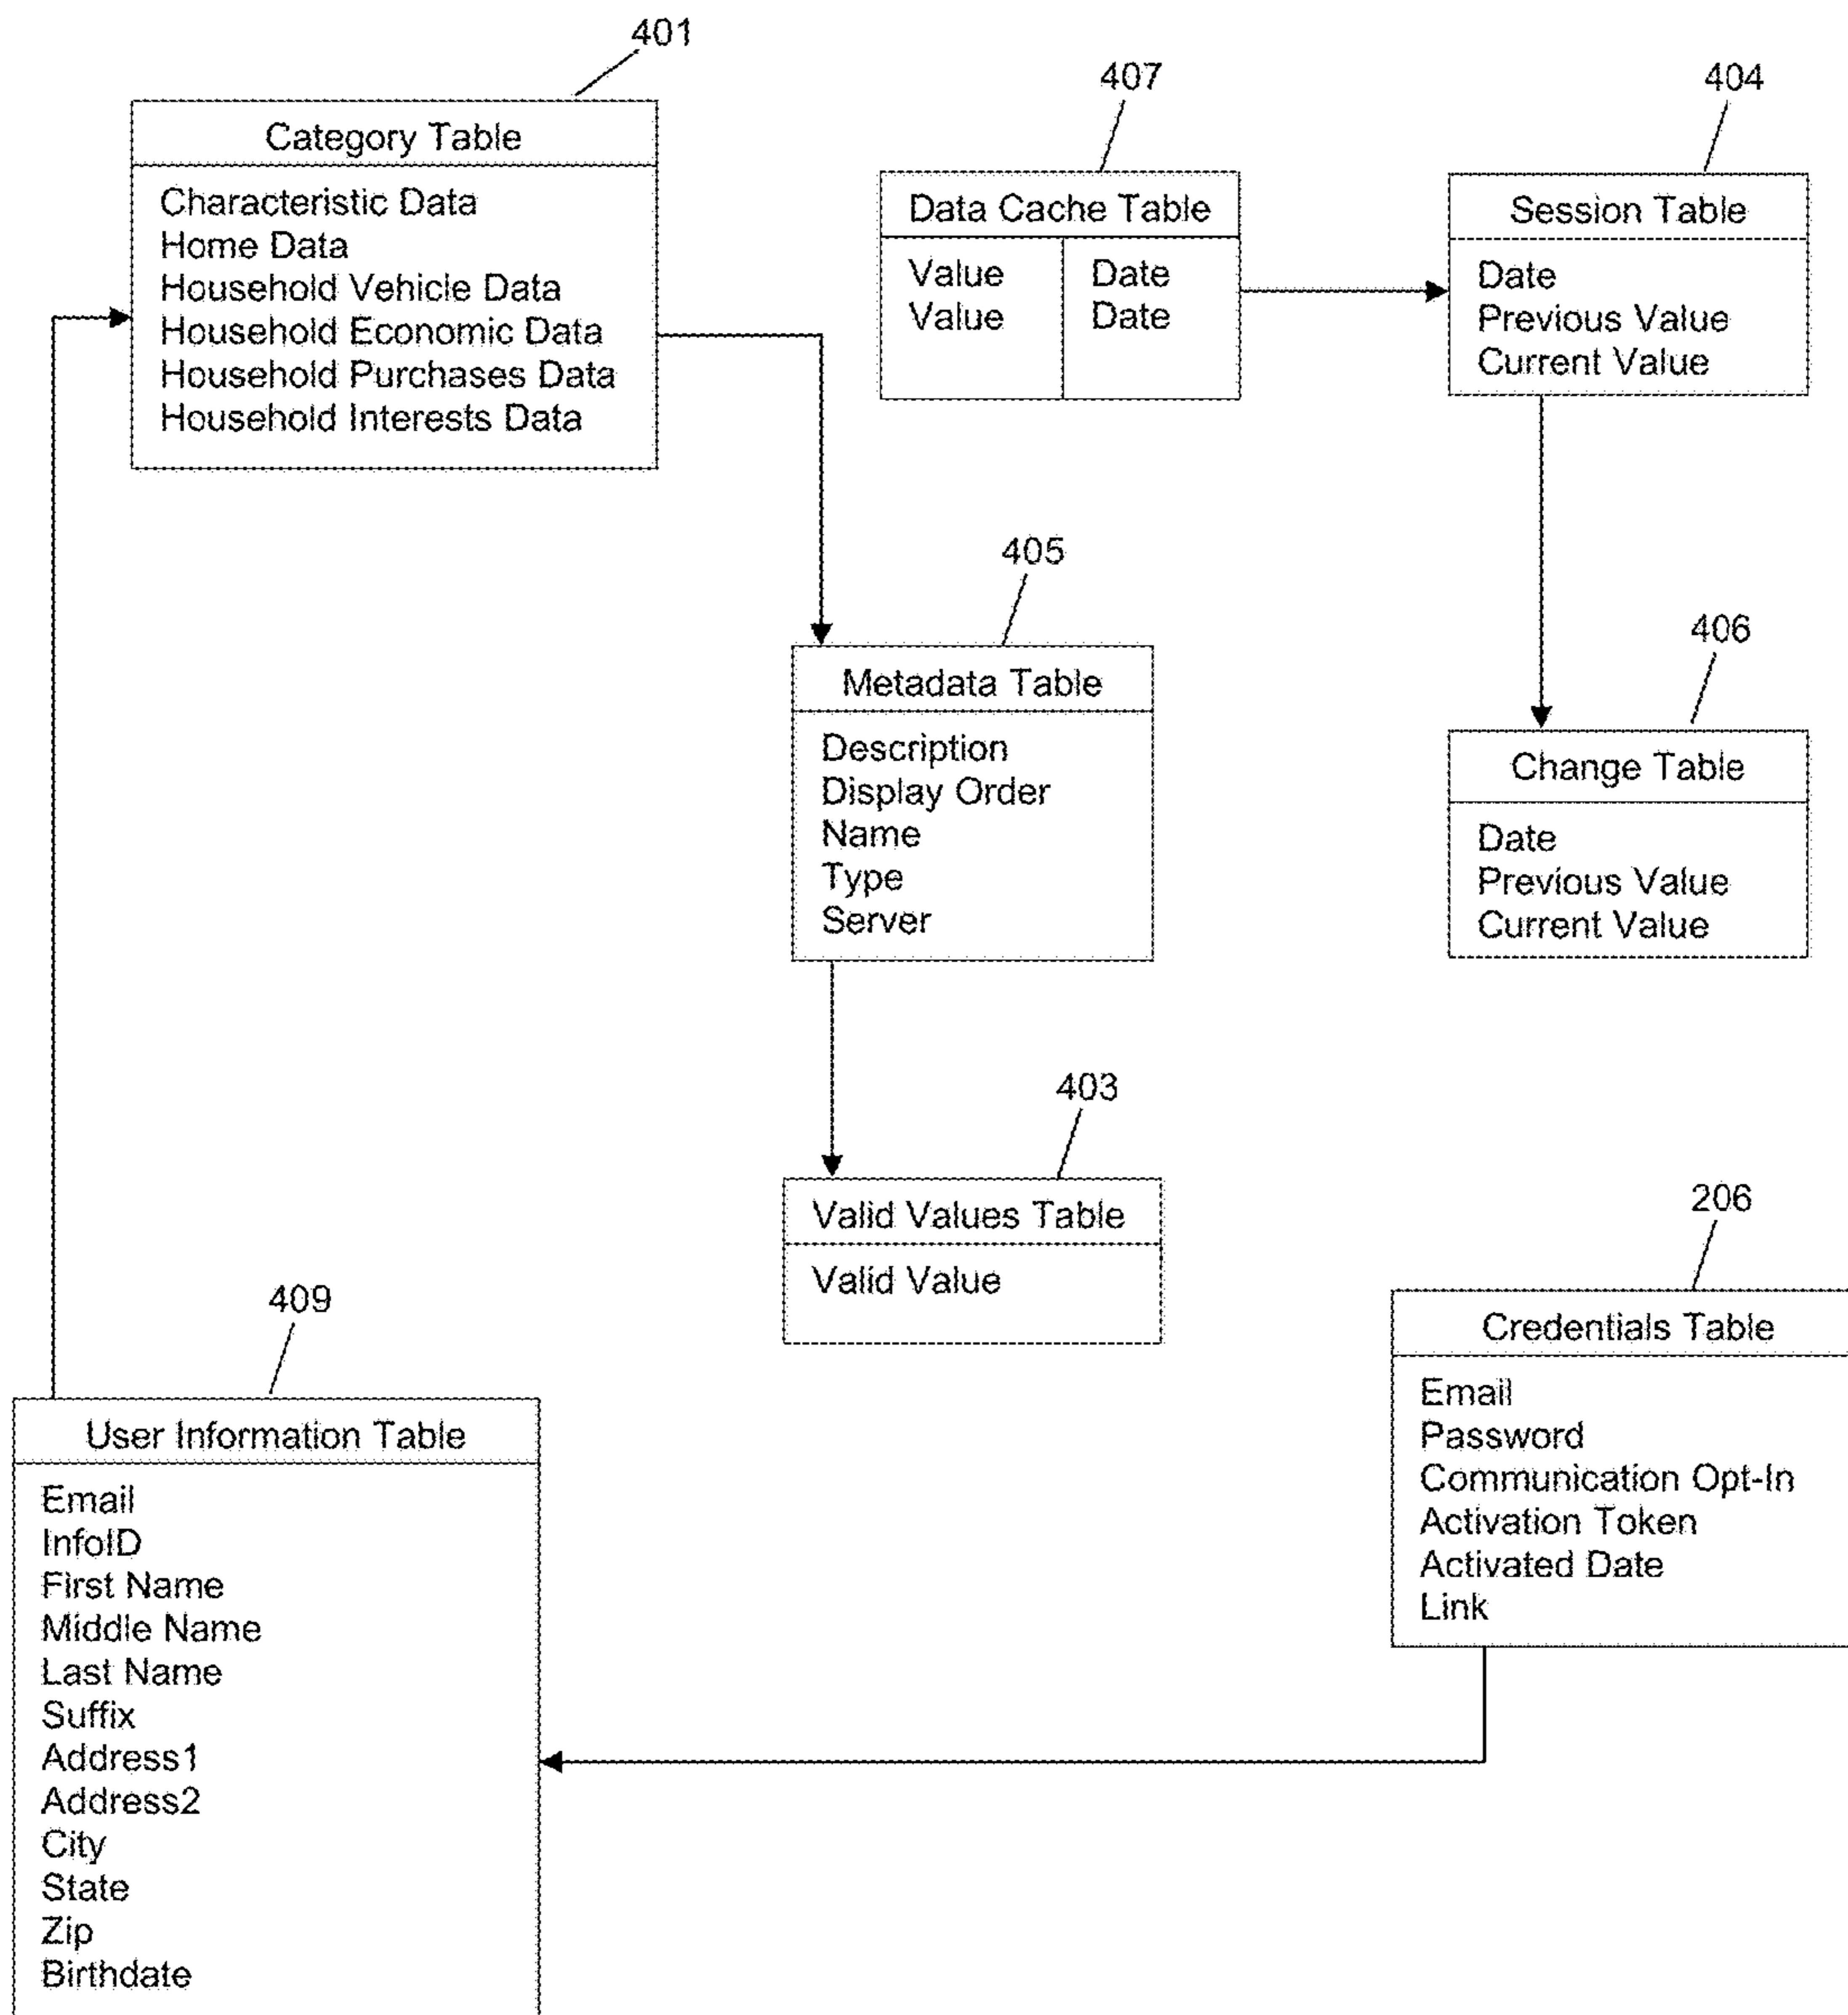 401
Category Table
Characteristic Data
Home Data
Household Vehicle Data
Household Economic Data
Household Purchases Data
Household Interests Data
407
Data Cache Table
Value Date
Value Date
404
Session Table
Date
Previous Value
Current Value
405
Metadata Table
Description
Display Order
Name
Type
Server
406
Change Table
Date
Previous Value
Current Value
403
Valid Values Table
Valid Value
206
Credentials Table
Email
Password
Communication Opt-In
Activation Token
Activated Date
Link
409
User Information Table
Email
InfoID
First Name
Middle Name
Last Name
Suffix
Address1
Address2
City
State
Zip
Birthdate